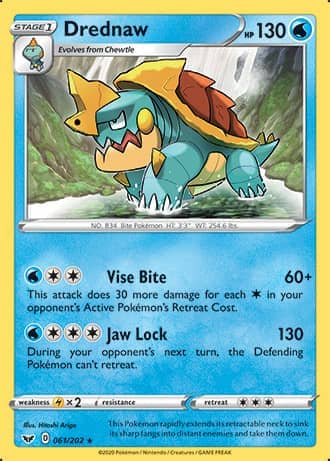 STAGE 1
Drednaw
HP 130
Evolves from Chewtle
NO. 834 Bite Pokémon HT: 3'3" WT: 254.6 lbs.
Vise Bite 60+
This attack does 30 more damage for each in your
opponent's Active Pokémon's Retreat Cost.
Jaw Lock 130
During your opponent's next turn, the Defending
Pokémon can't retreat.
weakness ×2 resistance retreat
Illus. Hitoshi Ariga
D 061/202 ★
This Pokémon rapidly extends its retractable neck to sink
its sharp fangs into distant enemies and take them down.
©2020 Pokémon / Nintendo / Creatures / GAME FREAK